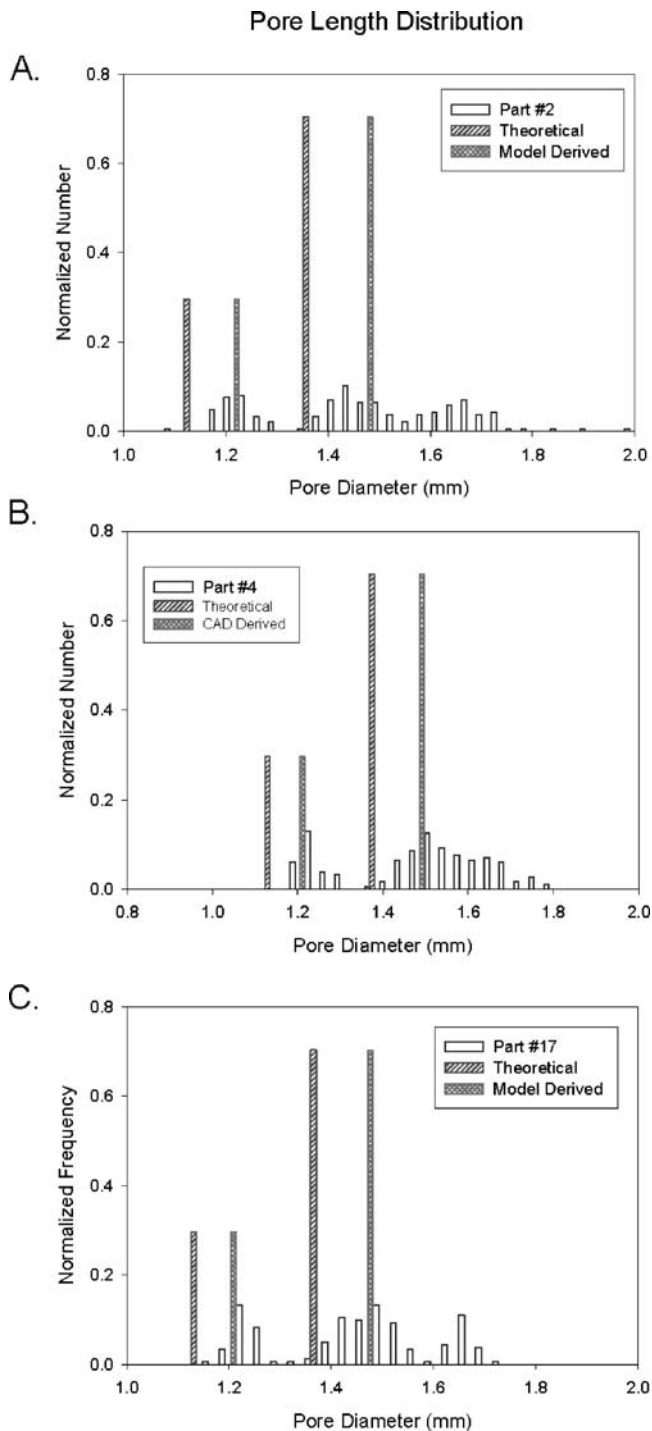 Pore Length Distribution
A.
0.8
0.6
0.4
0.2
0.0
Normalized Number
Part #2
Theoretical
Model Derived
1.0 1.2 1.4 1.6 1.8 2.0
Pore Diameter (mm)
B.
0.8
0.6
0.4
0.2
0.0
Normalized Number
Part #4
Theoretical
CAD Derived
0.8 1.0 1.2 1.4 1.6 1.8 2.0
Pore Diameter (mm)
C.
0.8
0.6
0.4
0.2
0.0
Normalized Frequency
Part #17
Theoretical
Model Derived
1.0 1.2 1.4 1.6 1.8 2.0
Pore Diameter (mm)